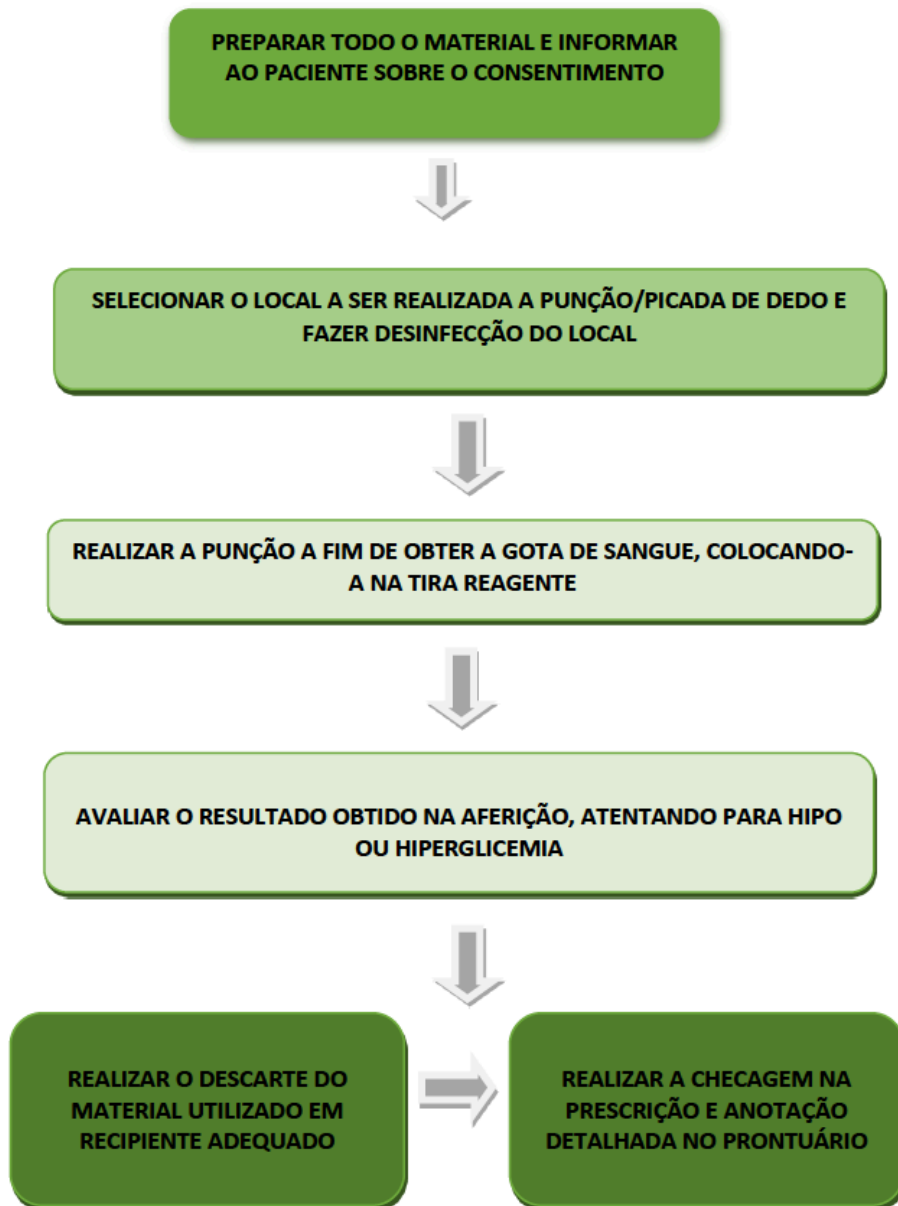 PREPARAR TODO O MATERIAL E INFORMAR
AO PACIENTE SOBRE O CONSENTIMENTO
SELECIONAR O LOCAL A SER REALIZADA A PUNÇÃO/PICADA DE DEDO E
FAZER DESINFECÇÃO DO LOCAL
REALIZAR A PUNÇÃO A FIM DE OBTER A GOTA DE SANGUE, COLOCANDO-
A NA TIRA REAGENTE
AVALIAR O RESULTADO OBTIDO NA AFERIÇÃO, ATENTANDO PARA HIPO
OU HIPERGLICEMIA
REALIZAR O DESCARTE DO
MATERIAL UTILIZADO EM
RECIPIENTE ADEQUADO
REALIZAR A CHECAGEM NA
PRESCRIÇÃO E ANOTAÇÃO
DETALHADA NO PRONTUÁRIO